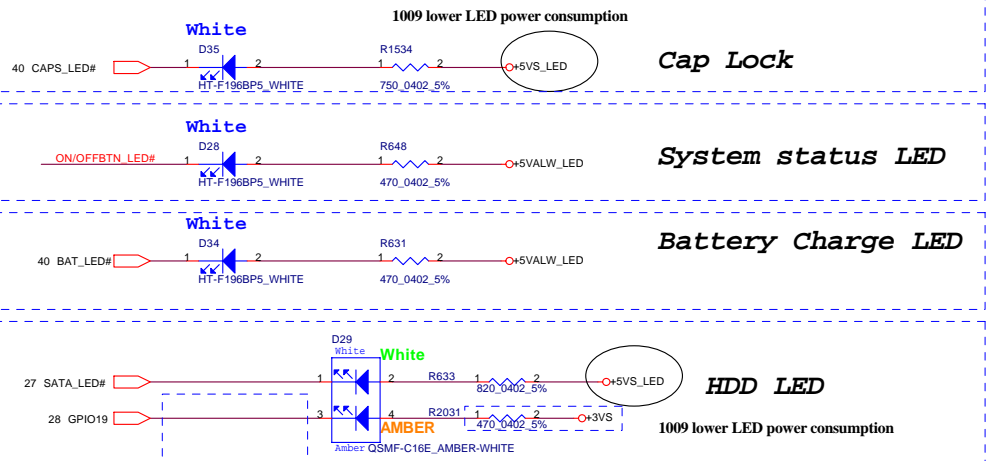 1009 lower LED power consumption
White
D35
R1534
40 CAPS_LED#
1
2
1
2
+5VS_LED
Cap Lock
HT-F196BP5_WHITE
750_0402_5%
White
ON/OFFBTN_LED#
D28
R648
1
2
1
2
+5VALW_LED
System status LED
HT-F196BP5_WHITE
470_0402_5%
White
D34
R631
40 BAT_LED#
1
2
1
2
+5VALW_LED
Battery Charge LED
HT-F196BP5_WHITE
470_0402_5%
D29
White
White
27 SATA_LED#
1
2
R633
1
2
+5VS_LED
HDD LED
820_0402_5%
28 GPIO19
3
4
R2031
1
2
+3VS
AMBER
470_0402_5%
1009 lower LED power consumption
Amber
QSMF-C16E_AMBER-WHITE